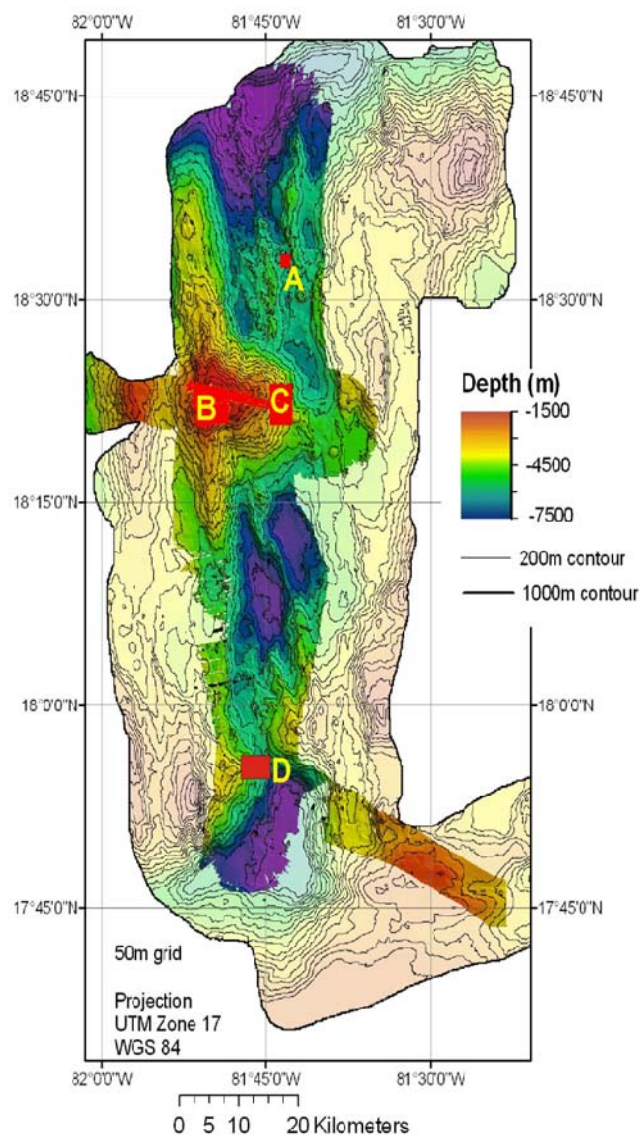 82°0'0"W 81°45'0"W 81°30'0"W
18°45'0"N 18°45'0"N
A
18°30'0"N 18°30'0"N
Depth (m)
B C
-1500
-4500
18°15'0"N 18°15'0"N
-7500
200m contour
1000m contour
18°0'0"N 18°0'0"N
D
17°45'0"N 17°45'0"N
50m grid
Projection
UTM Zone 17
WGS 84
82°0'0"W 81°45'0"W 81°30'0"W
0 5 10 20 Kilometers